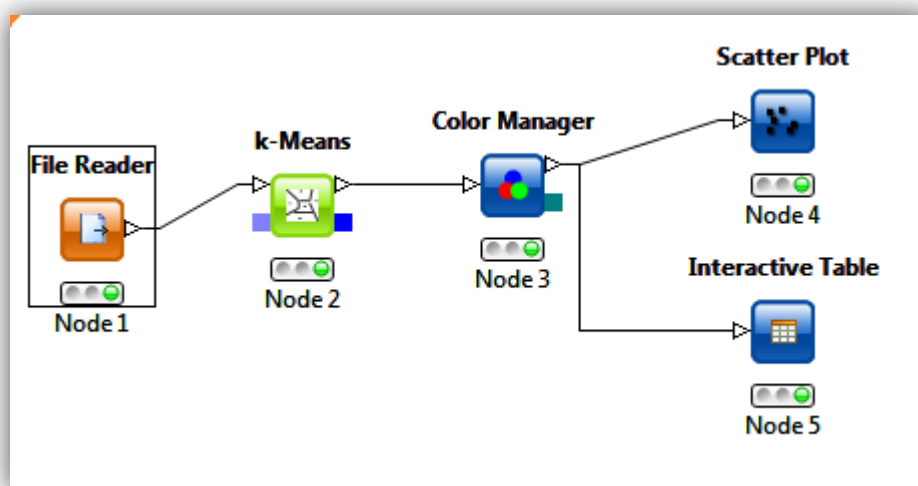 File Reader
Node 1
k-Means
Node 2
Color Manager
Node 3
Scatter Plot
Node 4
Interactive Table
Node 5